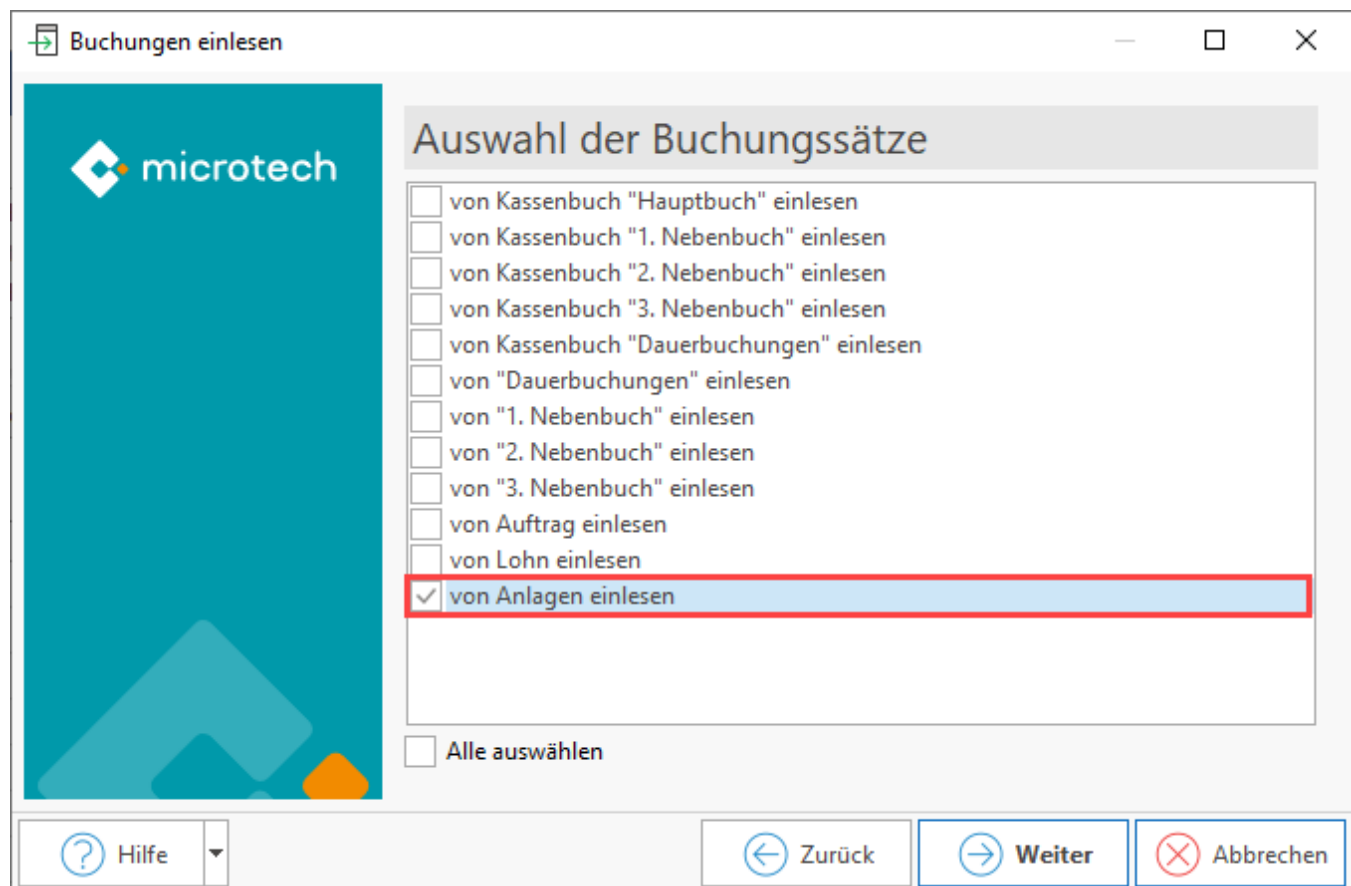 Buchungen einlesen
microtech
Auswahl der Buchungssätze
von Kassenbuch "Hauptbuch" einlesen
von Kassenbuch "1. Nebenbuch" einlesen
von Kassenbuch "2. Nebenbuch" einlesen
von Kassenbuch "3. Nebenbuch" einlesen
von Kassenbuch "Dauerbuchungen" einlesen
von "Dauerbuchungen" einlesen
von "1. Nebenbuch" einlesen
von "2. Nebenbuch" einlesen
von "3. Nebenbuch" einlesen
von Auftrag einlesen
von Lohn einlesen
von Anlagen einlesen
Alle auswählen
Hilfe Zurück Weiter Abbrechen